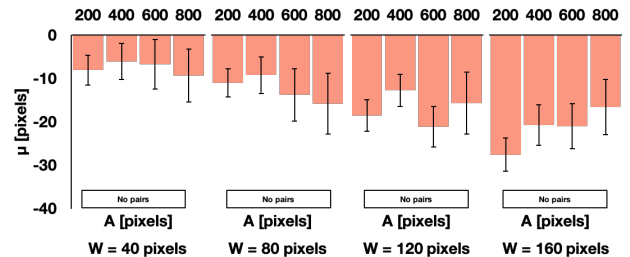 200 400 600 800 200 400 600 800 200 400 600 800 200 400 600 800
0
-10
-20
-30
-40
μ [pixels]
No pairs No pairs No pairs No pairs
A [pixels] A [pixels] A [pixels] A [pixels]
W = 40 pixels W = 80 pixels W = 120 pixels W = 160 pixels